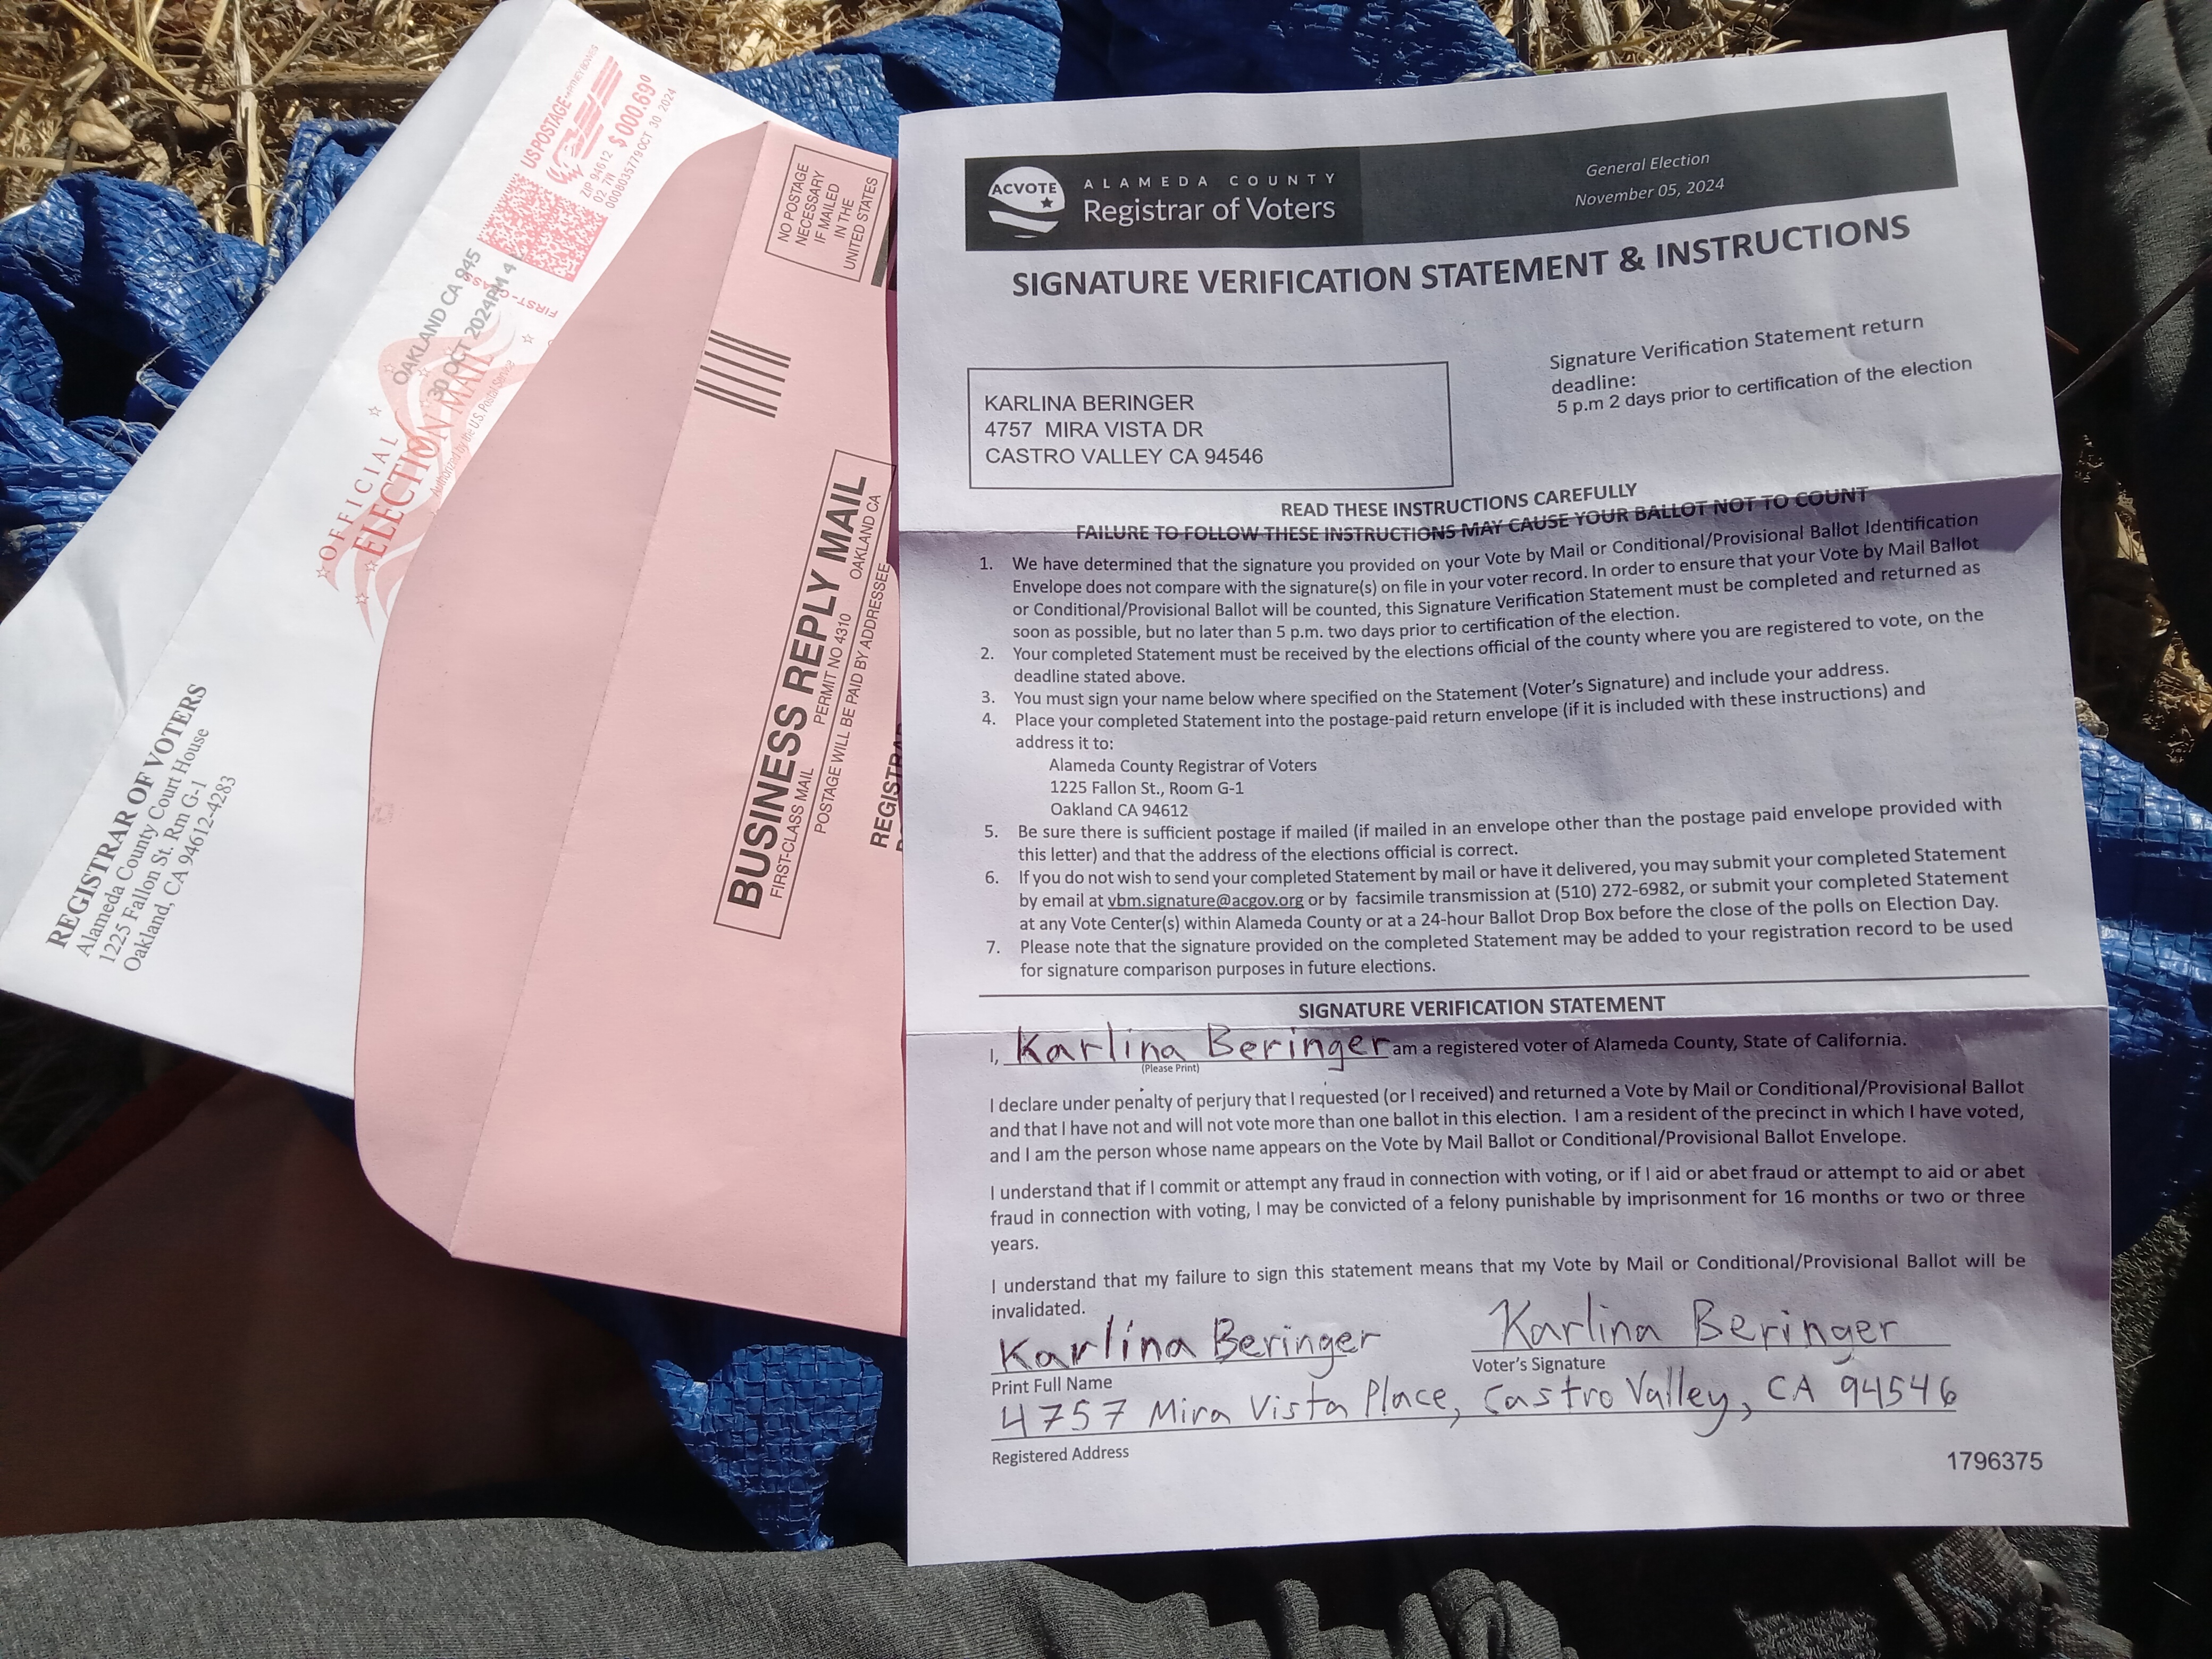 US POSTAGE PITNEY BOWES
ZIP 94612 $ 000.69⁰
02 7W
0008035779 OCT 30 2024
FIRST-CLASS
OAKLAND CA 945
30 OCT 2024 PM 4
OFFICIAL
ELECTION MAIL
Authorized by the U.S. Postal Service
REGISTRAR OF VOTERS
Alameda County Court House
1225 Fallon St. Rm G-1
Oakland, CA 94612-4283
NO POSTAGE
NECESSARY
IF MAILED
IN THE
UNITED STATES
BUSINESS REPLY MAIL
FIRST-CLASS MAIL PERMIT NO 4310 OAKLAND CA
POSTAGE WILL BE PAID BY ADDRESSEE
ACVOTE
ALAMEDA COUNTY
Registrar of Voters
General Election
November 05, 2024
SIGNATURE VERIFICATION STATEMENT & INSTRUCTIONS
KARLINA BERINGER
4757 MIRA VISTA DR
CASTRO VALLEY CA 94546
Signature Verification Statement return
deadline:
5 p.m 2 days prior to certification of the election
READ THESE INSTRUCTIONS CAREFULLY
FAILURE TO FOLLOW THESE INSTRUCTIONS MAY CAUSE YOUR BALLOT NOT TO COUNT
1. We have determined that the signature you provided on your Vote by Mail or Conditional/Provisional Ballot Identification
Envelope does not compare with the signature(s) on file in your voter record. In order to ensure that your Vote by Mail Ballot
or Conditional/Provisional Ballot will be counted, this Signature Verification Statement must be completed and returned as
soon as possible, but no later than 5 p.m. two days prior to certification of the election.
2. Your completed Statement must be received by the elections official of the county where you are registered to vote, on the
deadline stated above.
3. You must sign your name below where specified on the Statement (Voter's Signature) and include your address.
4. Place your completed Statement into the postage-paid return envelope (if it is included with these instructions) and
address it to:
Alameda County Registrar of Voters
1225 Fallon St., Room G-1
Oakland CA 94612
5. Be sure there is sufficient postage if mailed (if mailed in an envelope other than the postage paid envelope provided with
this letter) and that the address of the elections official is correct.
6. If you do not wish to send your completed Statement by mail or have it delivered, you may submit your completed Statement
by email at vbm.signature@acgov.org or by facsimile transmission at (510) 272-6982, or submit your completed Statement
at any Vote Center(s) within Alameda County or at a 24-hour Ballot Drop Box before the close of the polls on Election Day.
7. Please note that the signature provided on the completed Statement may be added to your registration record to be used
for signature comparison purposes in future elections.
SIGNATURE VERIFICATION STATEMENT
I, Karlina Beringer am a registered voter of Alameda County, State of California.
(Please Print)
I declare under penalty of perjury that I requested (or I received) and returned a Vote by Mail or Conditional/Provisional Ballot
and that I have not and will not vote more than one ballot in this election. I am a resident of the precinct in which I have voted,
and I am the person whose name appears on the Vote by Mail Ballot or Conditional/Provisional Ballot Envelope.
I understand that if I commit or attempt any fraud in connection with voting, or if I aid or abet fraud or attempt to aid or abet
fraud in connection with voting, I may be convicted of a felony punishable by imprisonment for 16 months or two or three
years.
I understand that my failure to sign this statement means that my Vote by Mail or Conditional/Provisional Ballot will be
invalidated.
Karlina Beringer Karlina Beringer
Print Full Name Voter's Signature
4757 Mira Vista Place, Castro Valley, CA 94546
Registered Address
1796375